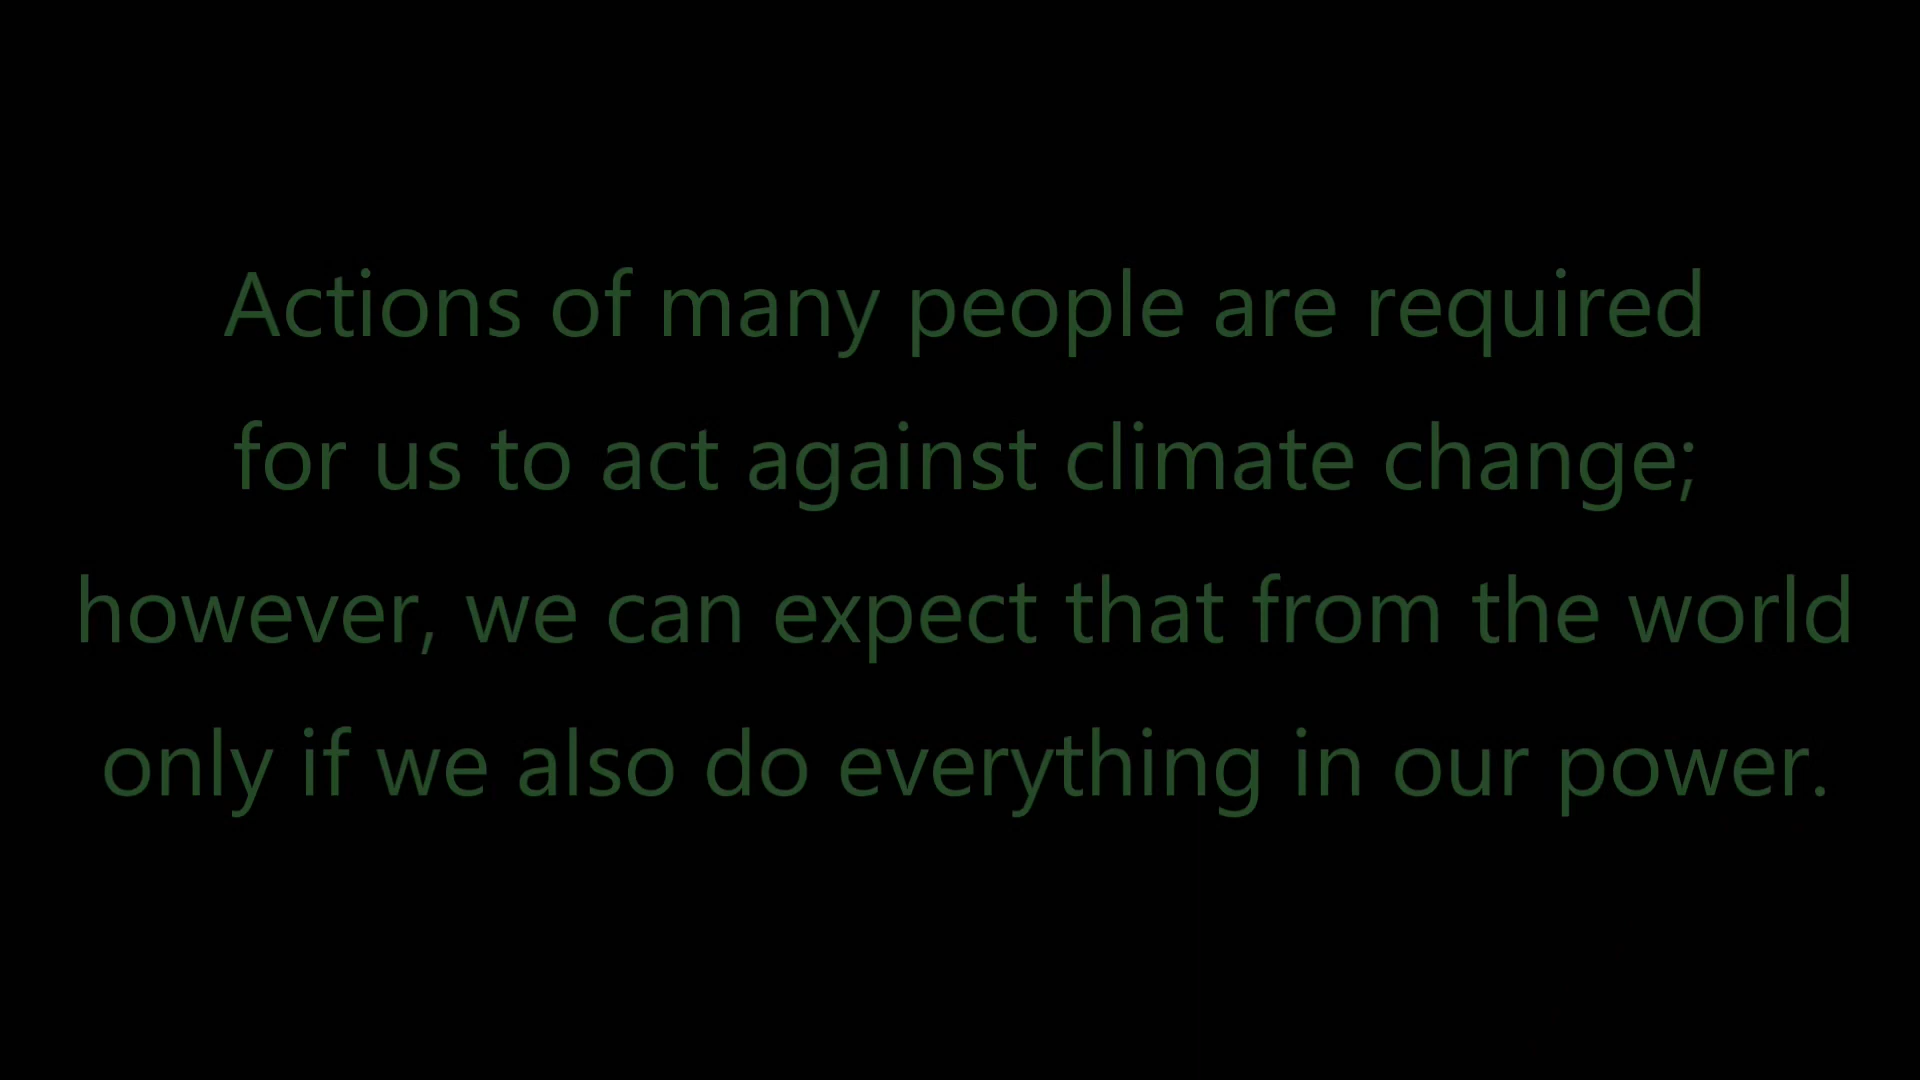 Actions of many people are required
for us to act against climate change;
however, we can expect that from the world
only if we also do everything in our power.